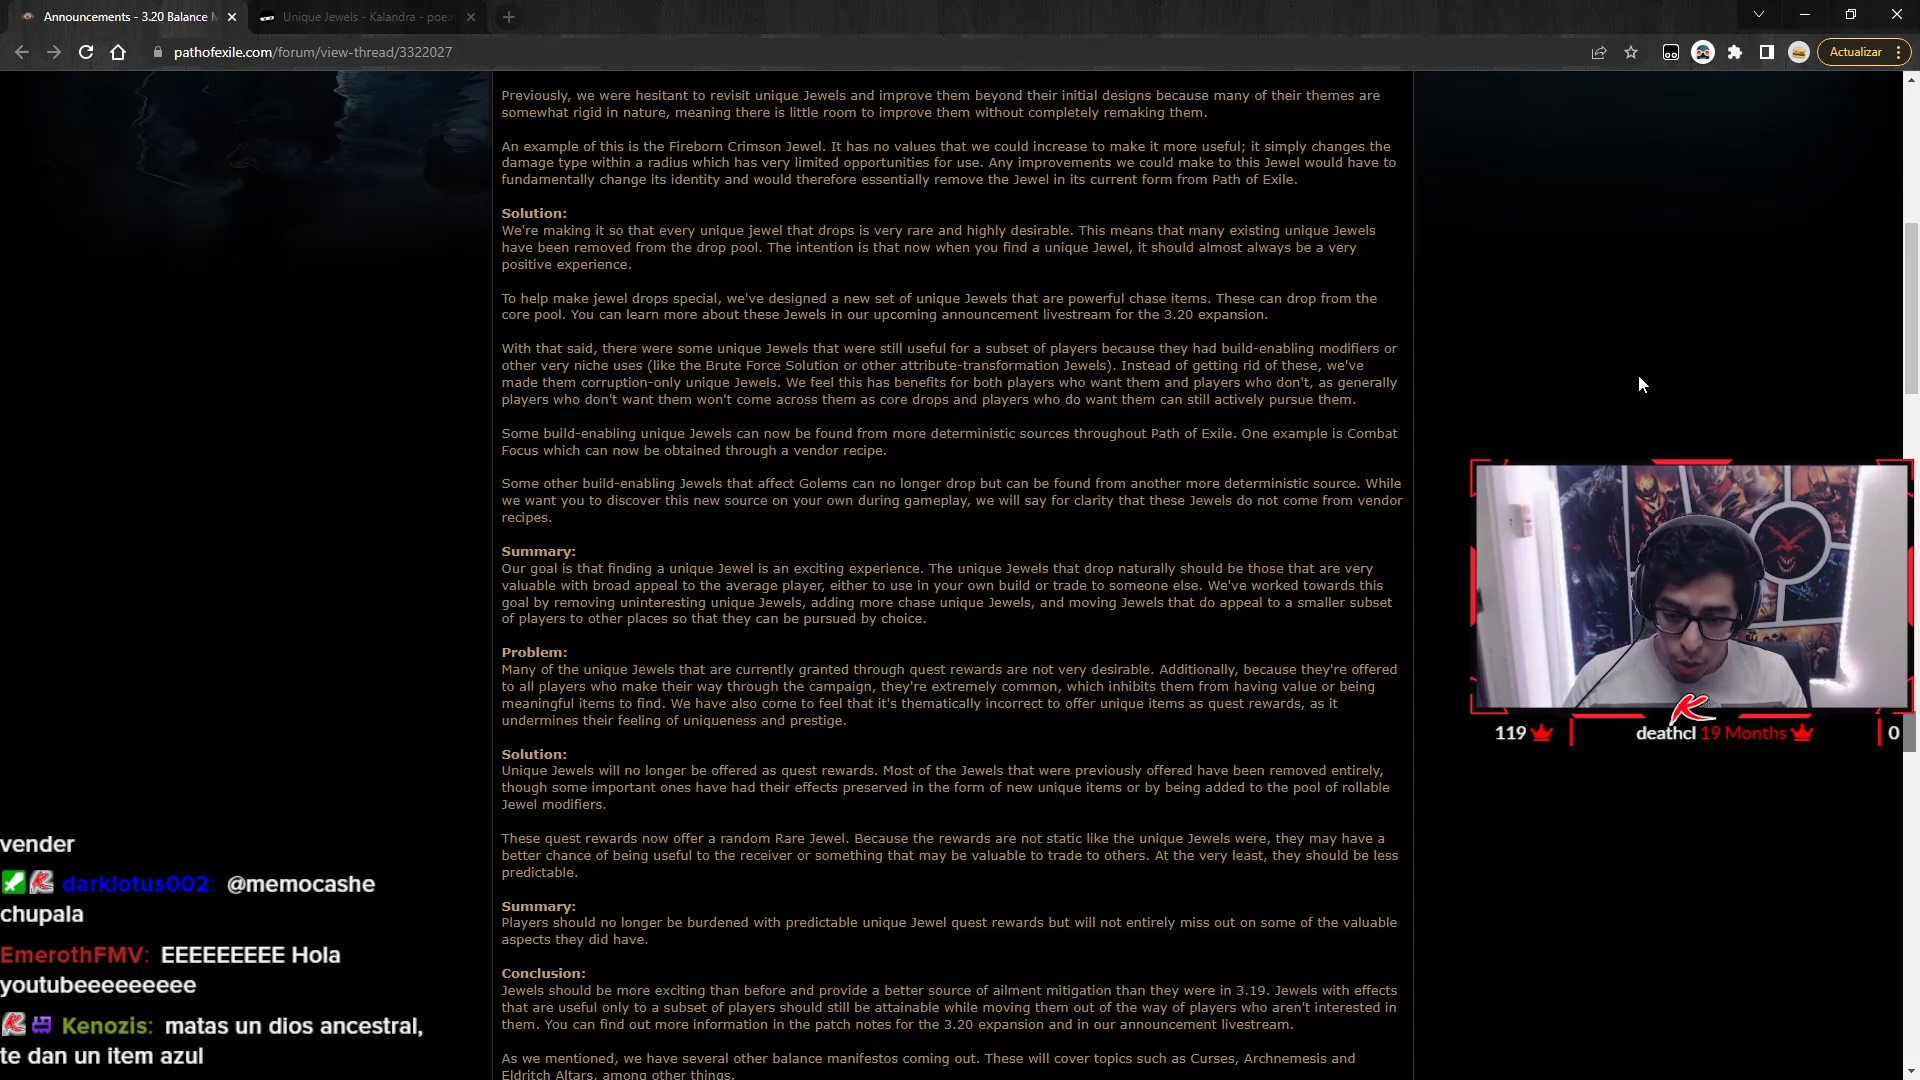 Announcements - 3.20 Balance M
Unique Jewels - Kalandra - poe.n
pathofexile.com/forum/view-thread/3322027
Actualizar
Previously, we were hesitant to revisit unique Jewels and improve them beyond their initial designs because many of their themes are
somewhat rigid in nature, meaning there is little room to improve them without completely remaking them.
An example of this is the Fireborn Crimson Jewel. It has no values that we could increase to make it more useful; it simply changes the
damage type within a radius which has very limited opportunities for use. Any improvements we could make to this Jewel would have to
fundamentally change its identity and would therefore essentially remove the Jewel in its current form from Path of Exile.
Solution:
We're making it so that every unique jewel that drops is very rare and highly desirable. This means that many existing unique Jewels
have been removed from the drop pool. The intention is that now when you find a unique Jewel, it should almost always be a very
positive experience.
To help make jewel drops special, we've designed a new set of unique Jewels that are powerful chase items. These can drop from the
core pool. You can learn more about these Jewels in our upcoming announcement livestream for the 3.20 expansion.
With that said, there were some unique Jewels that were still useful for a subset of players because they had build-enabling modifiers or
other very niche uses (like the Brute Force Solution or other attribute-transformation Jewels). Instead of getting rid of these, we've
made them corruption-only unique Jewels. We feel this has benefits for both players who want them and players who don't, as generally
players who don't want them won't come across them as core drops and players who do want them can still actively pursue them.
Some build-enabling unique Jewels can now be found from more deterministic sources throughout Path of Exile. One example is Combat
Focus which can now be obtained through a vendor recipe.
Some other build-enabling Jewels that affect Golems can no longer drop but can be found from another more deterministic source. While
we want you to discover this new source on your own during gameplay, we will say for clarity that these Jewels do not come from vendor
recipes.
Summary:
Our goal is that finding a unique Jewel is an exciting experience. The unique Jewels that drop naturally should be those that are very
valuable with broad appeal to the average player, either to use in your own build or trade to someone else. We've worked towards this
goal by removing uninteresting unique Jewels, adding more chase unique Jewels, and moving Jewels that do appeal to a smaller subset
of players to other places so that they can be pursued by choice.
Problem:
Many of the unique Jewels that are currently granted through quest rewards are not very desirable. Additionally, because they're offered
to all players who make their way through the campaign, they're extremely common, which inhibits them from having value or being
meaningful items to find. We have also come to feel that it's thematically incorrect to offer unique items as quest rewards, as it
undermines their feeling of uniqueness and prestige.
Solution:
Unique Jewels will no longer be offered as quest rewards. Most of the Jewels that were previously offered have been removed entirely,
though some important ones have had their effects preserved in the form of new unique items or by being added to the pool of rollable
Jewel modifiers.
These quest rewards now offer a random Rare Jewel. Because the rewards are not static like the unique Jewels were, they may have a
better chance of being useful to the receiver or something that may be valuable to trade to others. At the very least, they should be less
predictable.
Summary:
Players should no longer be burdened with predictable unique Jewel quest rewards but will not entirely miss out on some of the valuable
aspects they did have.
Conclusion:
Jewels should be more exciting than before and provide a better source of ailment mitigation than they were in 3.19. Jewels with effects
that are useful only to a subset of players should still be attainable while moving them out of the way of players who aren't interested in
them. You can find out more information in the patch notes for the 3.20 expansion and in our announcement livestream.
As we mentioned, we have several other balance manifestos coming out. These will cover topics such as Curses, Archnemesis and
Eldritch Altars, among other things.
119
deathcl 19 Months
0
vender
darklotus002: @memocashe
chupala
EmerothFMV: EEEEEEEEE Hola
youtubeeeeeeeee
Kenozis: matas un dios ancestral,
te dan un item azul